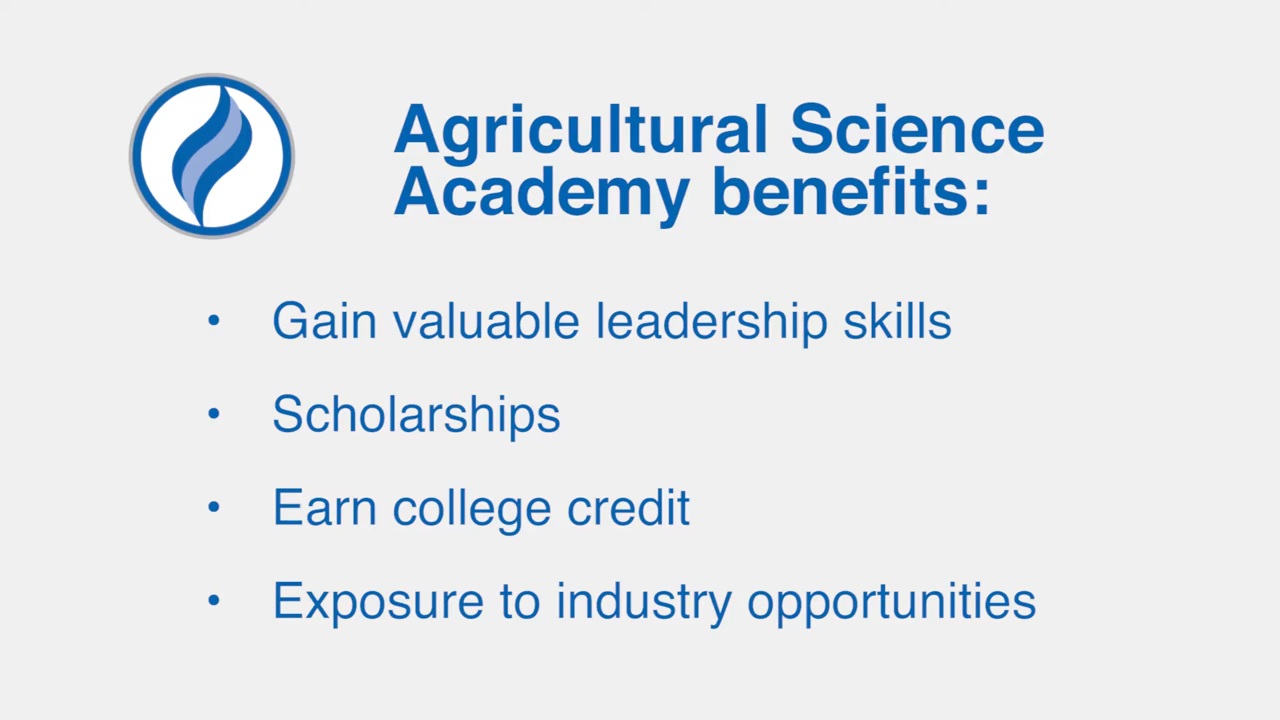 Agricultural Science
Academy benefits:
• Gain valuable leadership skills
• Scholarships
• Earn college credit
• Exposure to industry opportunities